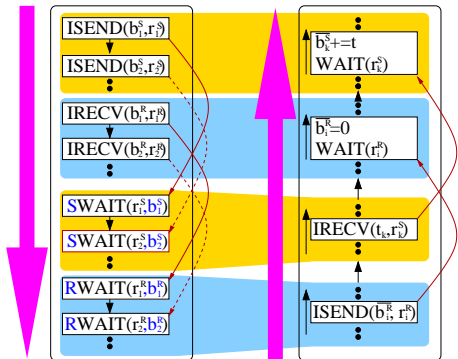 ISEND(b₁ˢ,r₁ˢ)
ISEND(b₂ˢ,r₂ˢ)
IRECV(b₁ᴿ,r₁ᴿ)
IRECV(b₂ᴿ,r₂ᴿ)
SWAIT(r₁ˢ,b₁ˢ)
SWAIT(r₂ˢ,b₂ˢ)
RWAIT(r₁ᴿ,b₁ᴿ)
RWAIT(r₂ᴿ,b₂ᴿ)
b̅ₖˢ+=t
WAIT(rₖˢ)
b̅ᵢᴿ=0
WAIT(rᵢᴿ)
IRECV(tₖ,rₖˢ)
ISEND(b̅ᵢᴿ, rᵢᴿ)